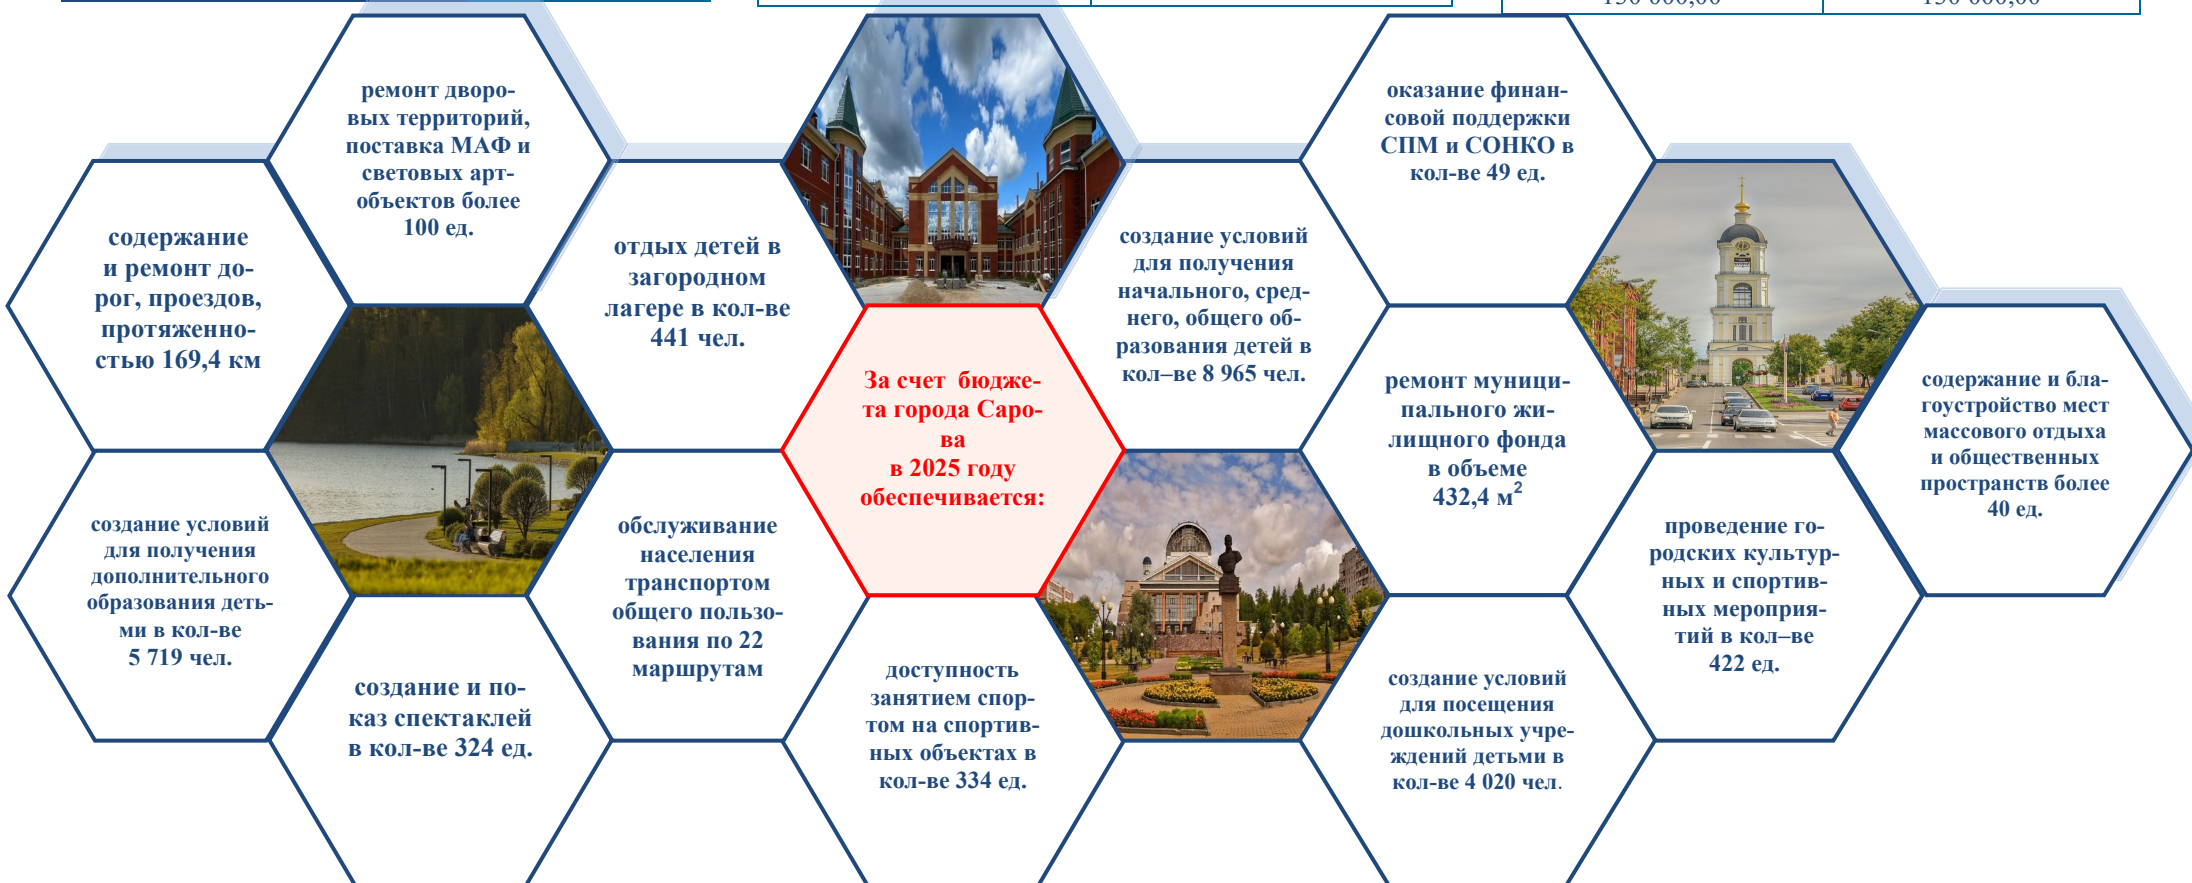 130 000,00
130 000,00
ремонт дворо-
вых территорий,
поставка МАФ и
световых арт-
объектов более
100 ед.
оказание финан-
совой поддержки
СПМ и СОНКО в
кол-ве 49 ед.
содержание
и ремонт до-
рог, проездов,
протяженно-
стью 169,4 км
отдых детей в
загородном
лагере в кол-ве
441 чел.
создание условий
для получения
начального, сред-
него, общего об-
разования детей в
кол–ве 8 965 чел.
За счет  бюдже-
та города Саро-
ва
в 2025 году
обеспечивается:
ремонт муници-
пального жи-
лищного фонда
в объеме
432,4 м²
содержание и бла-
гоустройство мест
массового отдыха
и общественных
пространств более
40 ед.
создание условий
для получения
дополнительного
образования деть-
ми в кол-ве
5 719 чел.
обслуживание
населения
транспортом
общего пользо-
вания по 22
маршрутам
проведение го-
родских культур-
ных и спортив-
ных мероприя-
тий в кол–ве
422 ед.
создание и по-
каз спектаклей
в кол-ве 324 ед.
доступность
занятием спор-
том на спортив-
ных объектах в
кол-ве 334 ед.
создание условий
для посещения
дошкольных учре-
ждений детьми в
кол-ве 4 020 чел.